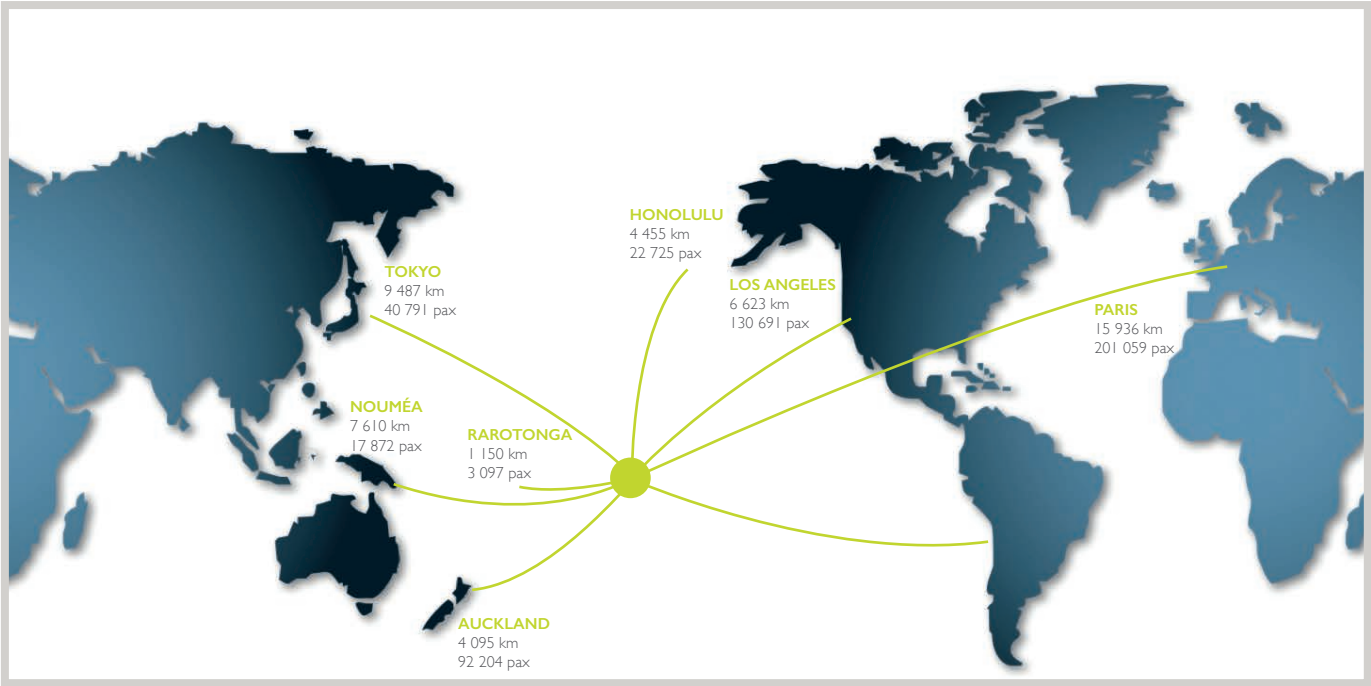 HONOLULU
4 455 km
22 725 pax
TOKYO
9 487 km
40 791 pax
LOS ANGELES
6 623 km
130 691 pax
PARIS
15 936 km
201 059 pax
NOUMÉA
7 610 km
17 872 pax
RAROTONGA
1 150 km
3 097 pax
AUCKLAND
4 095 km
92 204 pax